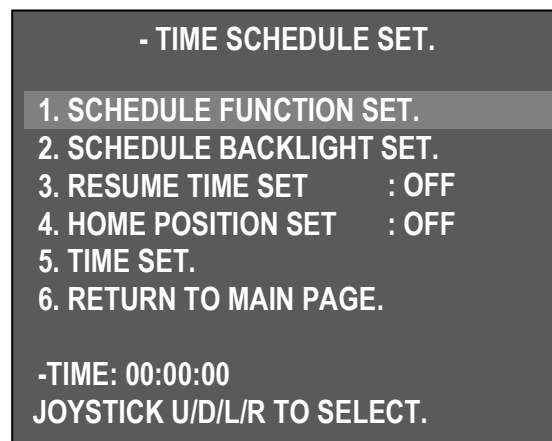 - TIME SCHEDULE SET.
1. SCHEDULE FUNCTION SET.
2. SCHEDULE BACKLIGHT SET.
3. RESUME TIME SET : OFF
4. HOME POSITION SET : OFF
5. TIME SET.
6. RETURN TO MAIN PAGE.
-TIME: 00:00:00
JOYSTICK U/D/L/R TO SELECT.